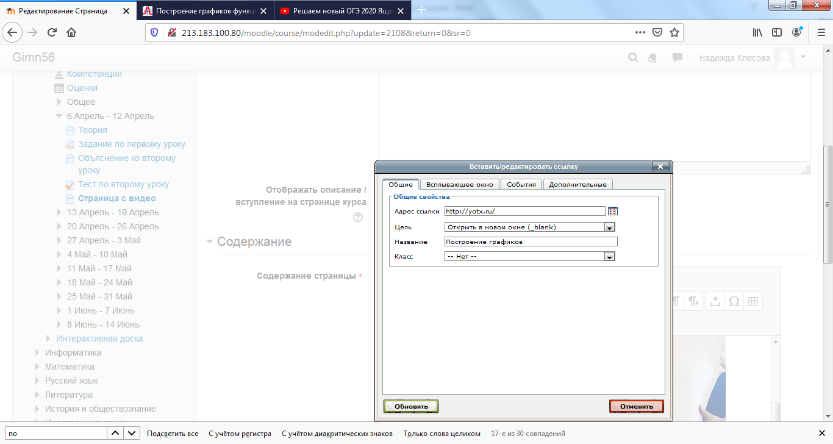 Редактирование Страница
Построение графиков функц
Решаем новый ОГЭ 2020 Яще
213.183.100.80/moodle/course/modedit.php?update=2108&return=0&sr=0
Gimn56
Надежда Клесова
Компетенции
Оценки
Общее
6 Апрель - 12 Апрель
Теория
Задание по первому уроку
Объяснение ко второму
уроку
Тест по второму уроку
Страница с видео
13 Апрель - 19 Апрель
20 Апрель - 26 Апрель
27 Апрель - 3 Май
4 Май - 10 Май
11 Май - 17 Май
18 Май - 24 Май
25 Май - 31 Май
1 Июнь - 7 Июнь
8 Июнь - 14 Июнь
Интерактивная доска
Информатика
Математика
Русский язык
Литература
История и обществознание
Отображать описание /
вступление на странице курса
Содержание
Содержание страницы
Вставить/редактировать ссылку
Общие
Всплывающее окно
События
Дополнительные
Общие свойства
Адрес ссылки
http://yotx.ru/
Цель
Открыть в новом окне (_blank)
Название
Построение графиков
Класс
-- Нет --
Обновить
Отменить
по
Подсветить все
С учётом регистра
С учётом диакритических знаков
Только слова целиком
17-е из 30 совпадений